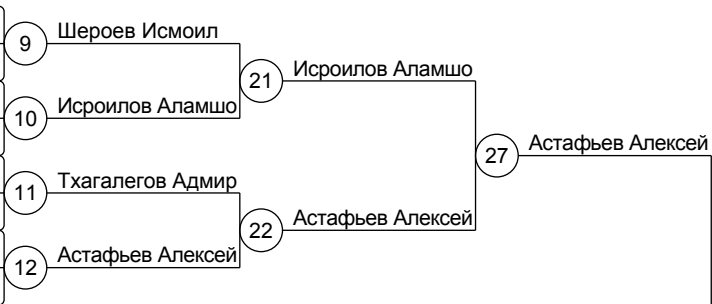 9
Шероев Исмоил
21
Исроилов Аламшо
10
Исроилов Аламшо
27
Астафьев Алексей
11
Тхагалегов Адмир
22
Астафьев Алексей
12
Астафьев Алексей